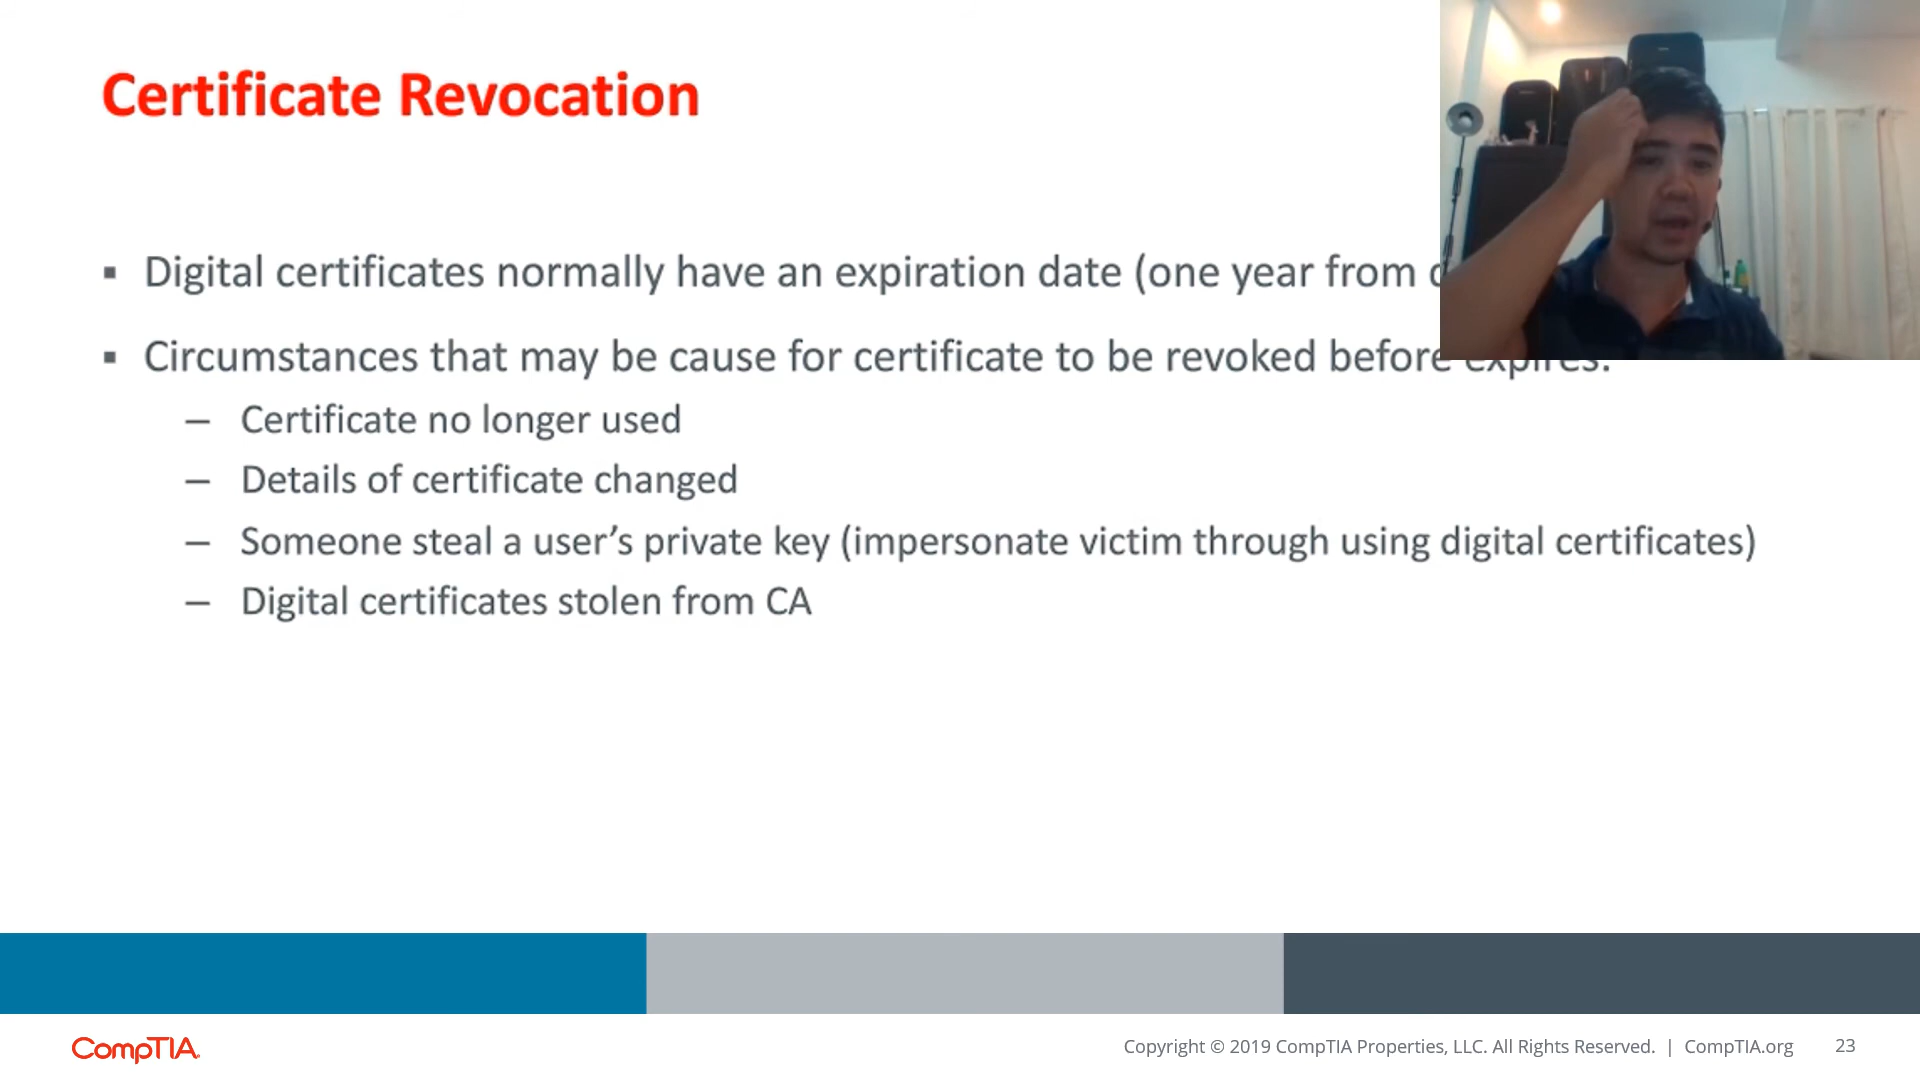 Certificate Revocation
▪ Digital certificates normally have an expiration date (one year from
▪ Circumstances that may be cause for certificate to be revoked before expires:
– Certificate no longer used
– Details of certificate changed
– Someone steal a user’s private key (impersonate victim through using digital certificates)
– Digital certificates stolen from CA
CompTIA.
Copyright © 2019 CompTIA Properties, LLC. All Rights Reserved. | CompTIA.org 23